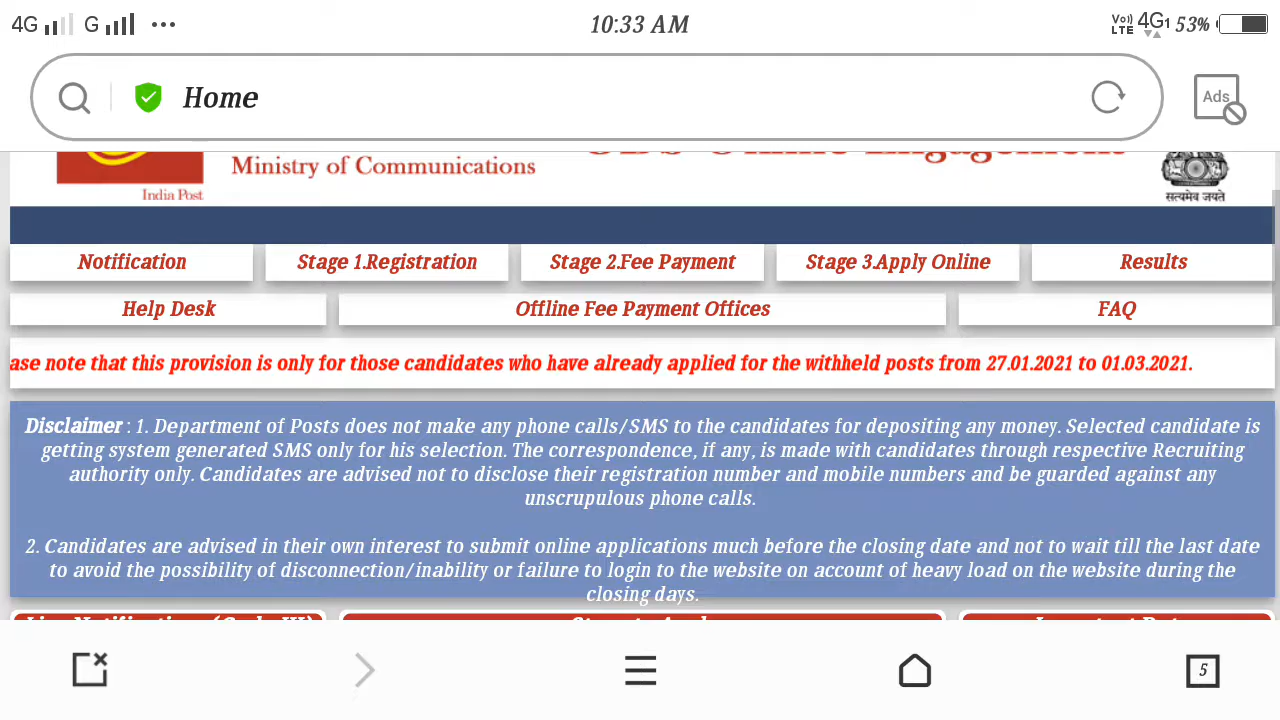 4G G ... 10:33 AM Vo)) LTE 4G1 53%
Home Ads
Ministry of Communications Online Engagement
India Post सत्यमेव जयते
Notification Stage 1.Registration Stage 2.Fee Payment Stage 3.Apply Online Results
Help Desk Offline Fee Payment Offices FAQ
ase note that this provision is only for those candidates who have already applied for the withheld posts from 27.01.2021 to 01.03.2021.
Disclaimer : 1. Department of Posts does not make any phone calls/SMS to the candidates for depositing any money. Selected candidate is
getting system generated SMS only for his selection. The correspondence, if any, is made with candidates through respective Recruiting
authority only. Candidates are advised not to disclose their registration number and mobile numbers and be guarded against any
unscrupulous phone calls.
2. Candidates are advised in their own interest to submit online applications much before the closing date and not to wait till the last date
to avoid the possibility of disconnection/inability or failure to login to the website on account of heavy load on the website during the
closing days.
5